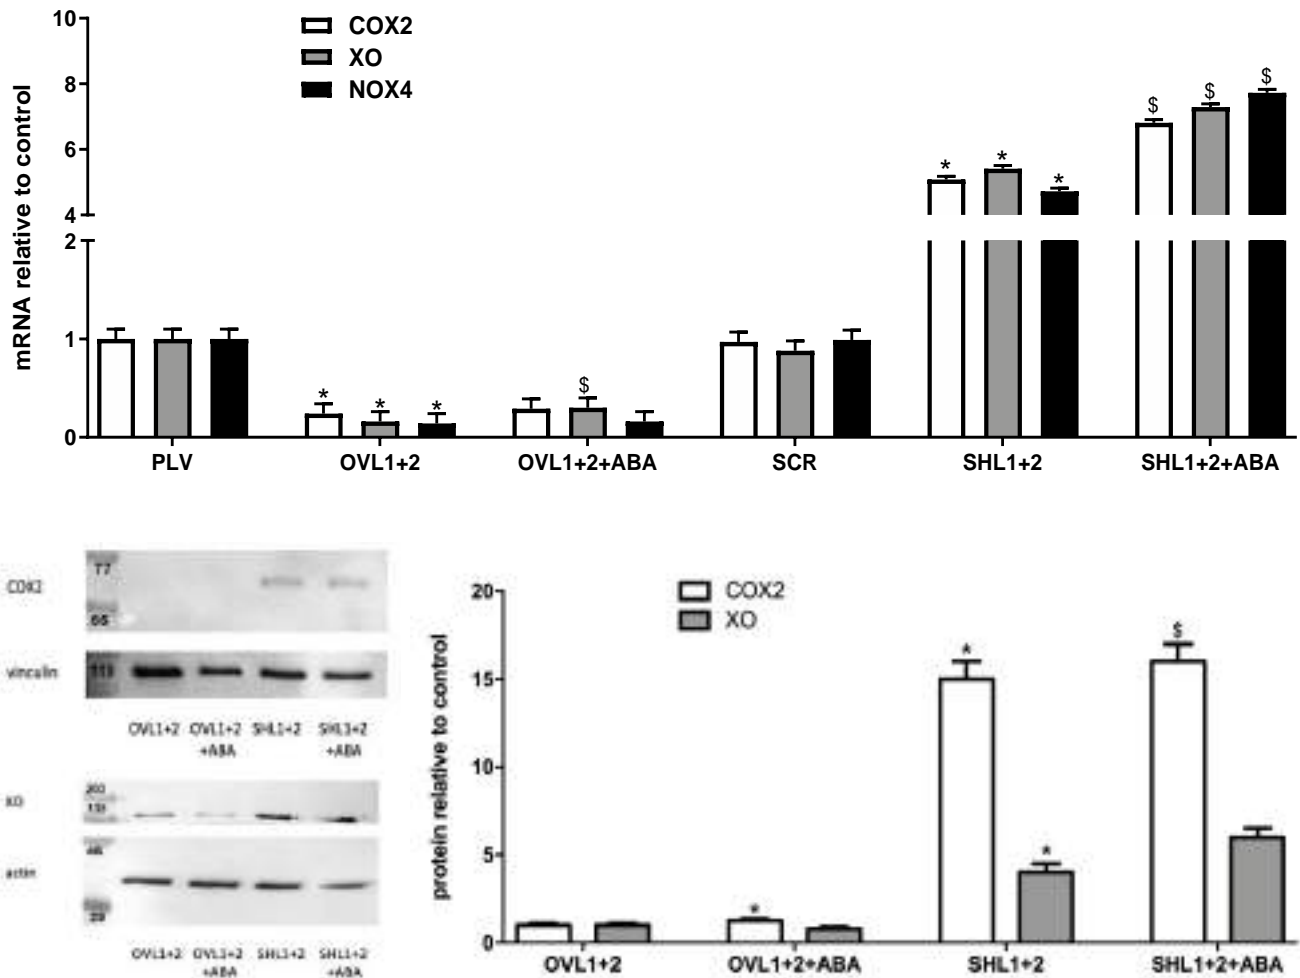 mRNA relative to control
10
8
6
4
2
1
0
COX2
XO
NOX4
* * *
$
* * *
$ $ $
PLV OVL1+2 OVL1+2+ABA SCR SHL1+2 SHL1+2+ABA
COX2
77
vinculin
OVL1+2 OVL1+2 SHL1+2 SHL1+2
+ABA +ABA
XO
actin
OVL1+2 OVL1+2 SHL1+2 SHL1+2
+ABA +ABA
protein relative to control
20
15
10
5
0
COX2
XO
*
* *
$
OVL1+2 OVL1+2+ABA SHL1+2 SHL1+2+ABA